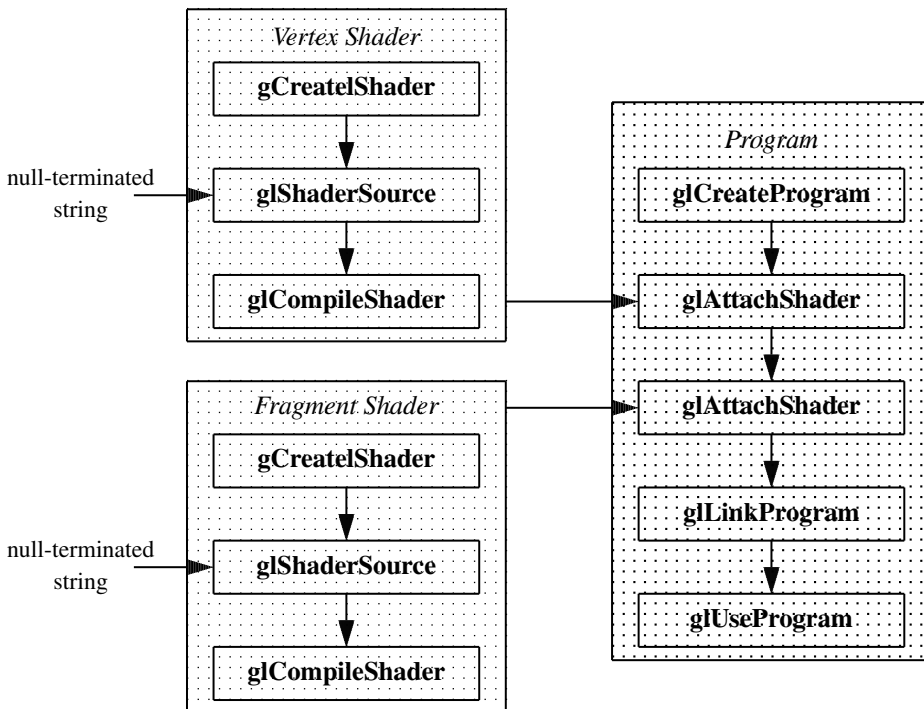 Vertex Shader
gCreatelShader
null-terminated
string
glShaderSource
glCompileShader
Fragment Shader
gCreatelShader
null-terminated
string
glShaderSource
glCompileShader
Program
glCreateProgram
glAttachShader
glAttachShader
glLinkProgram
glUseProgram